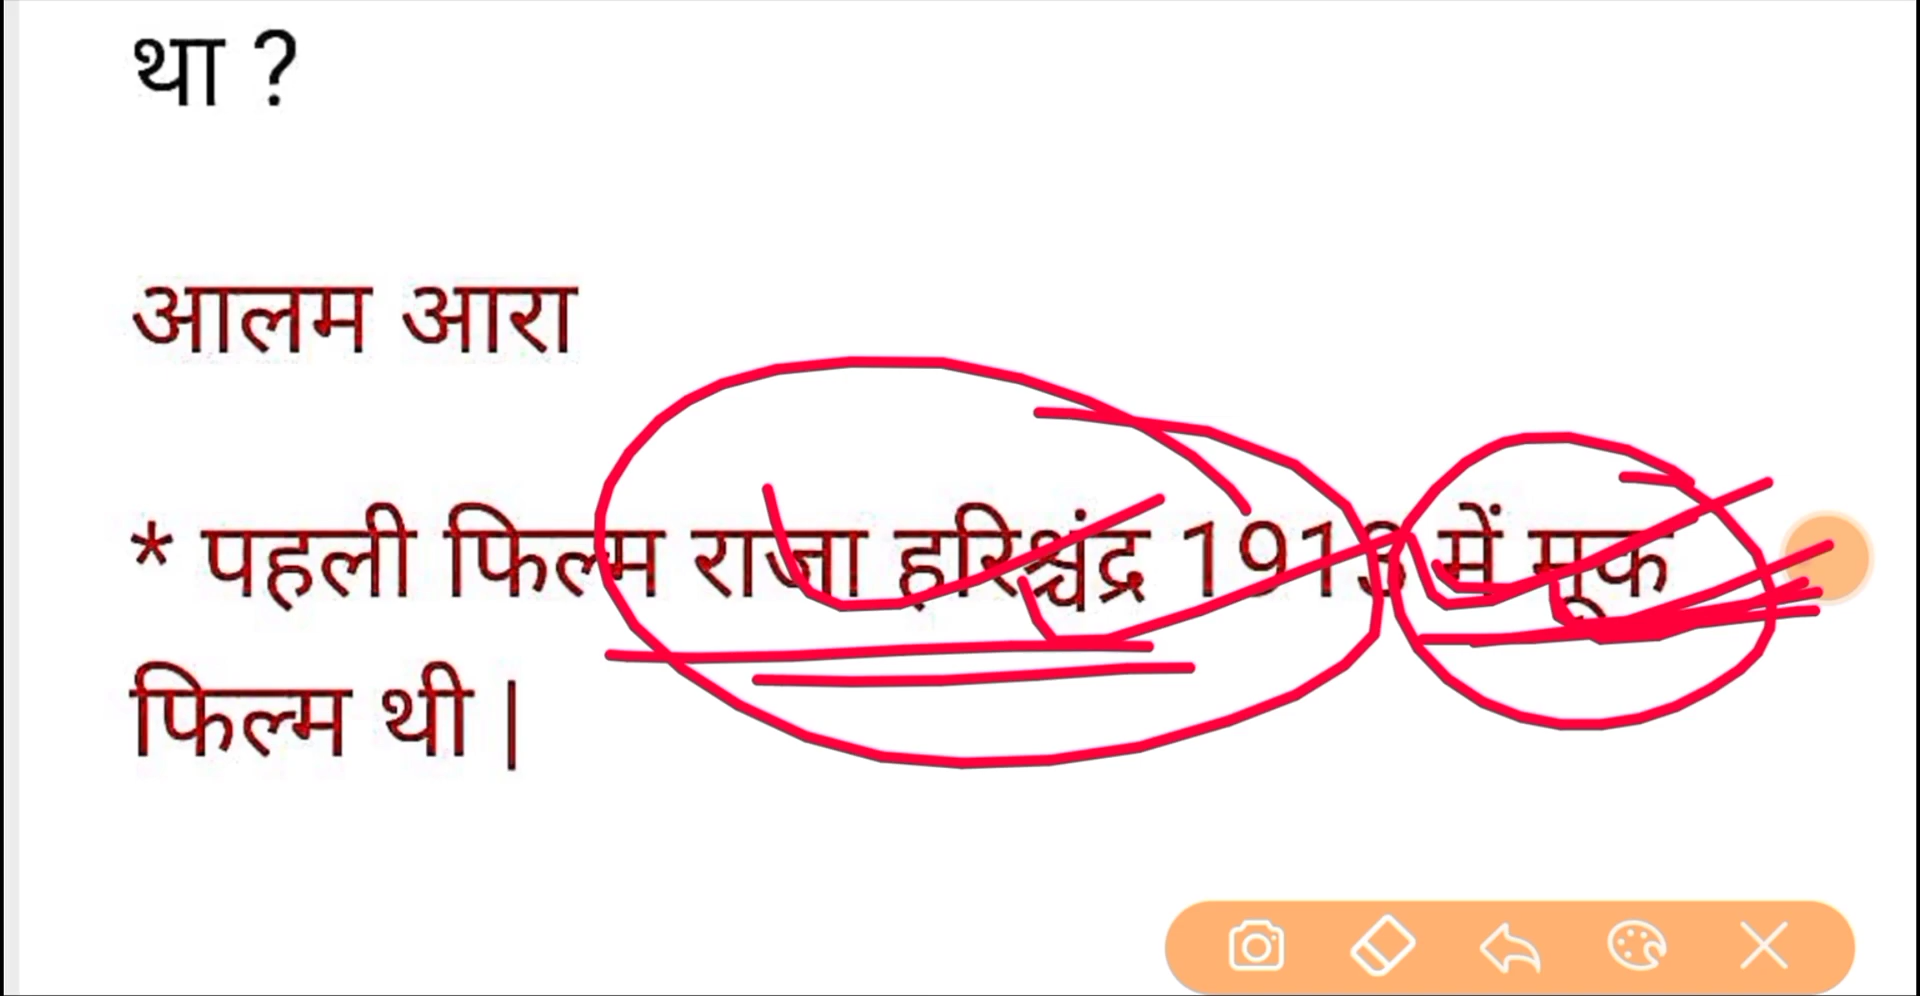 था ?
आलम आरा
* पहली फिल्म राजा हरिश्चंद्र 1913 में मूक
फिल्म थी |